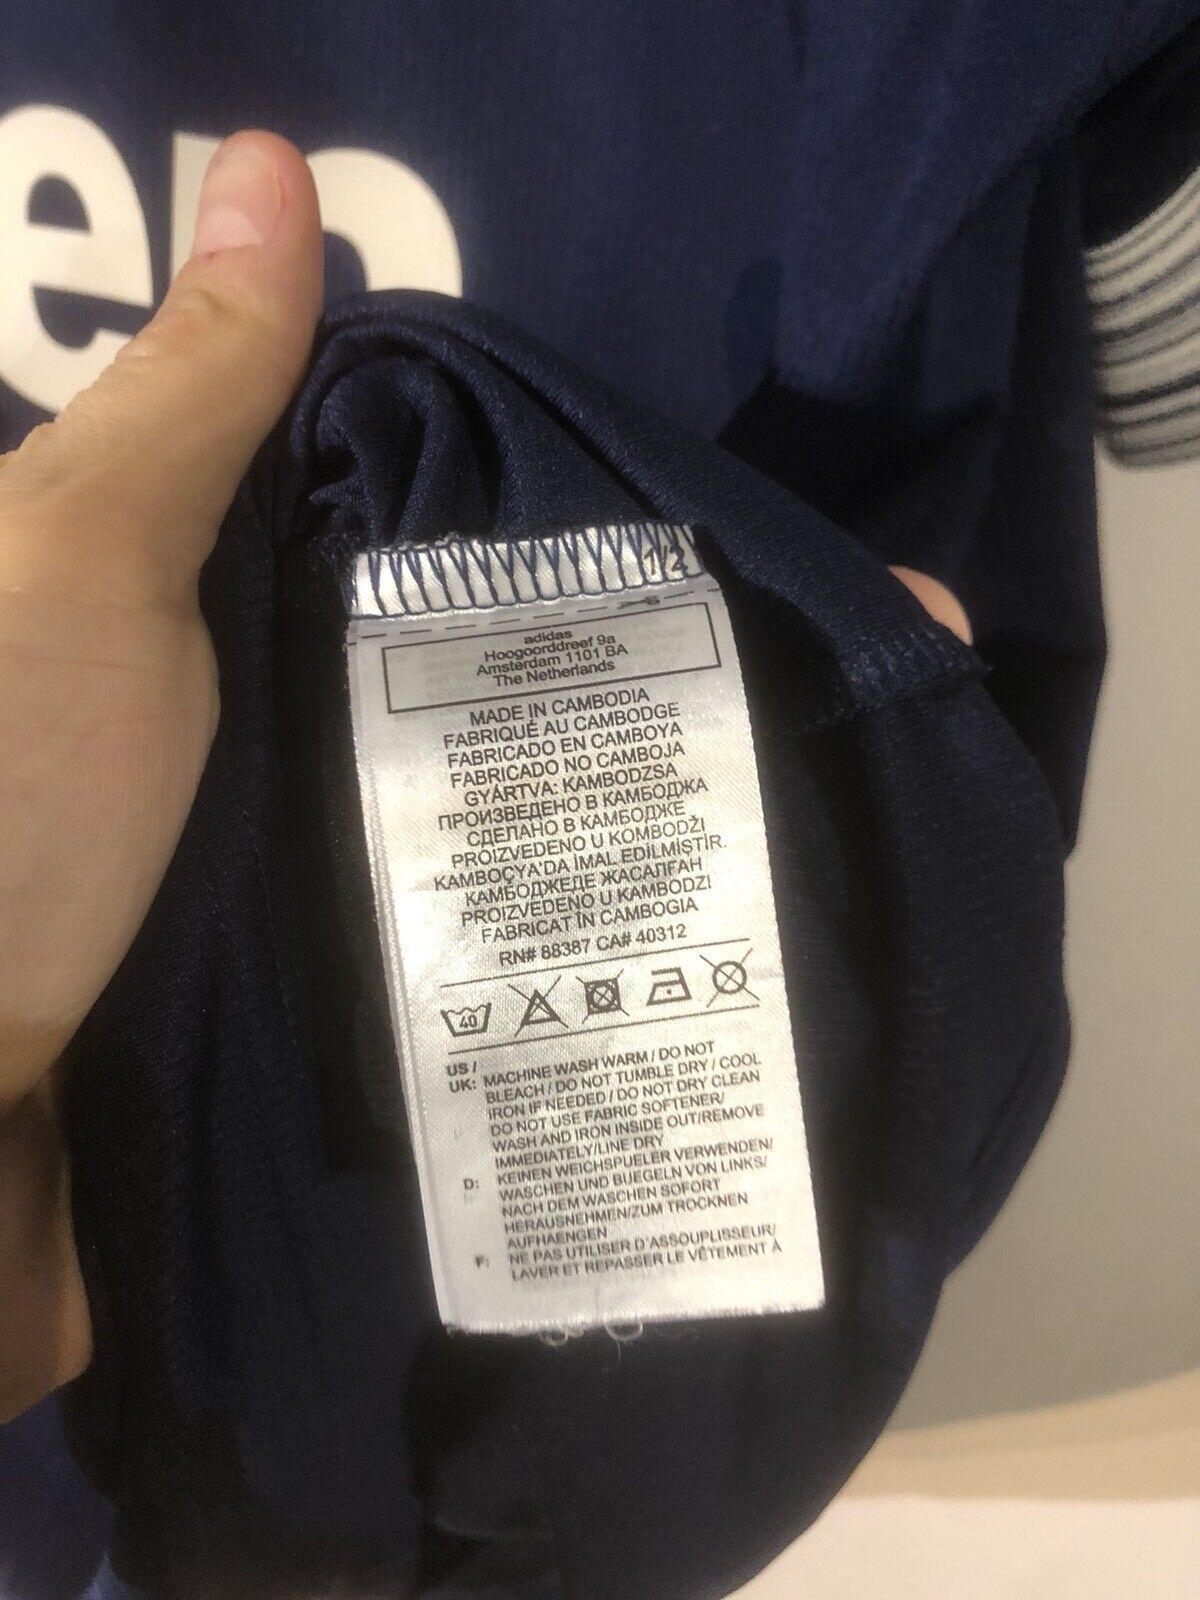 en
1/2
adidas
Hoogoorddreef 9a
Amsterdam 1101 BA
The Netherlands
MADE IN CAMBODIA
FABRIQUÉ AU CAMBODGE
FABRICADO EN CAMBOYA
FABRICADO NO CAMBOJA
GYÁRTVA: KAMBODZSA
ПРОИЗВЕДЕНО В КАМБОДЖА
СДЕЛАНО В КАМБОДЖЕ
PROIZVEDENO U KOMBODŽI
KAMBOÇYA'DA İMAL EDİLMİŞTİR.
КАМБОДЖЕДЕ ЖАСАЛҒАН
PROIZVEDENO U KAMBODZI
FABRICAT ÎN CAMBOGIA
RN# 88387 CA# 40312
40
US /
UK: MACHINE WASH WARM / DO NOT
BLEACH / DO NOT TUMBLE DRY / COOL
IRON IF NEEDED / DO NOT DRY CLEAN
DO NOT USE FABRIC SOFTENER/
WASH AND IRON INSIDE OUT/REMOVE
IMMEDIATELY/LINE DRY
D: KEINEN WEICHSPUELER VERWENDEN/
WASCHEN UND BUEGELN VON LINKS/
NACH DEM WASCHEN SOFORT
HERAUSNEHMEN/ZUM TROCKNEN
AUFHAENGEN
F: NE PAS UTILISER D'ASSOUPLISSEUR/
LAVER ET REPASSER LE VÊTEMENT À